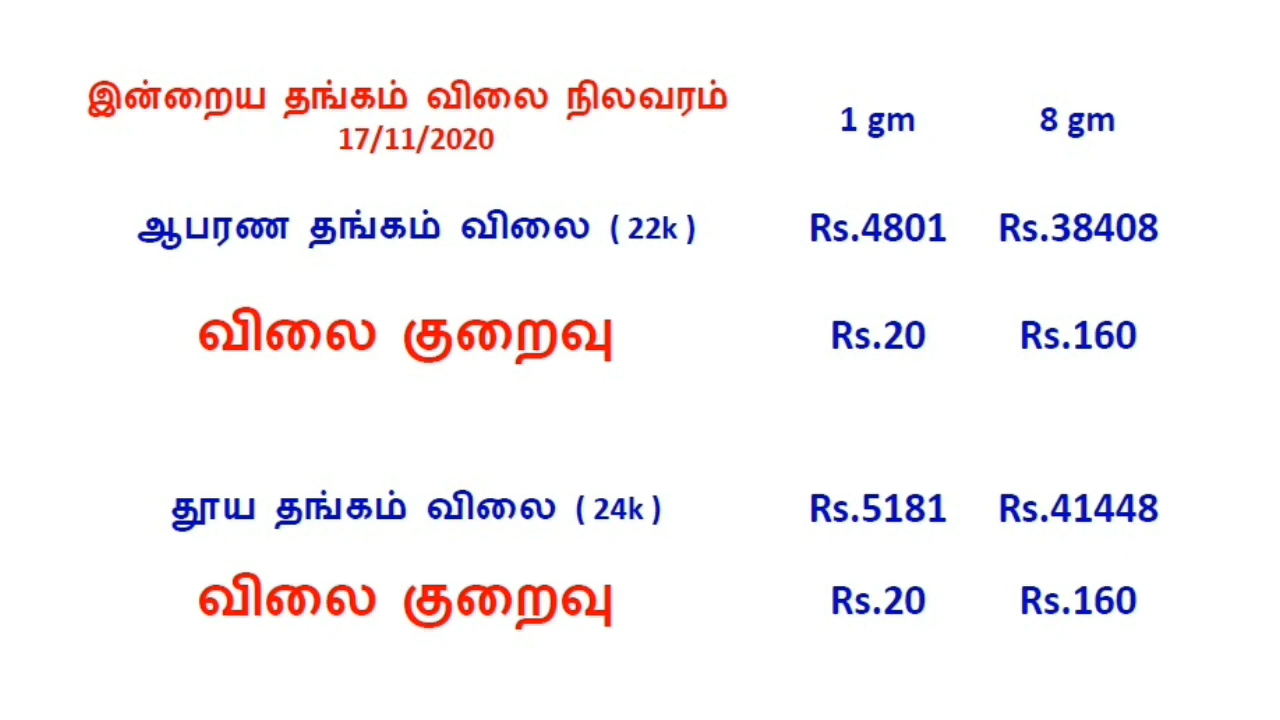 இன்றைய தங்கம் விலை நிலவரம்
17/11/2020
1 gm 8 gm
ஆபரண தங்கம் விலை ( 22k ) Rs.4801 Rs.38408
விலை குறைவு Rs.20 Rs.160
தூய தங்கம் விலை ( 24k ) Rs.5181 Rs.41448
விலை குறைவு Rs.20 Rs.160